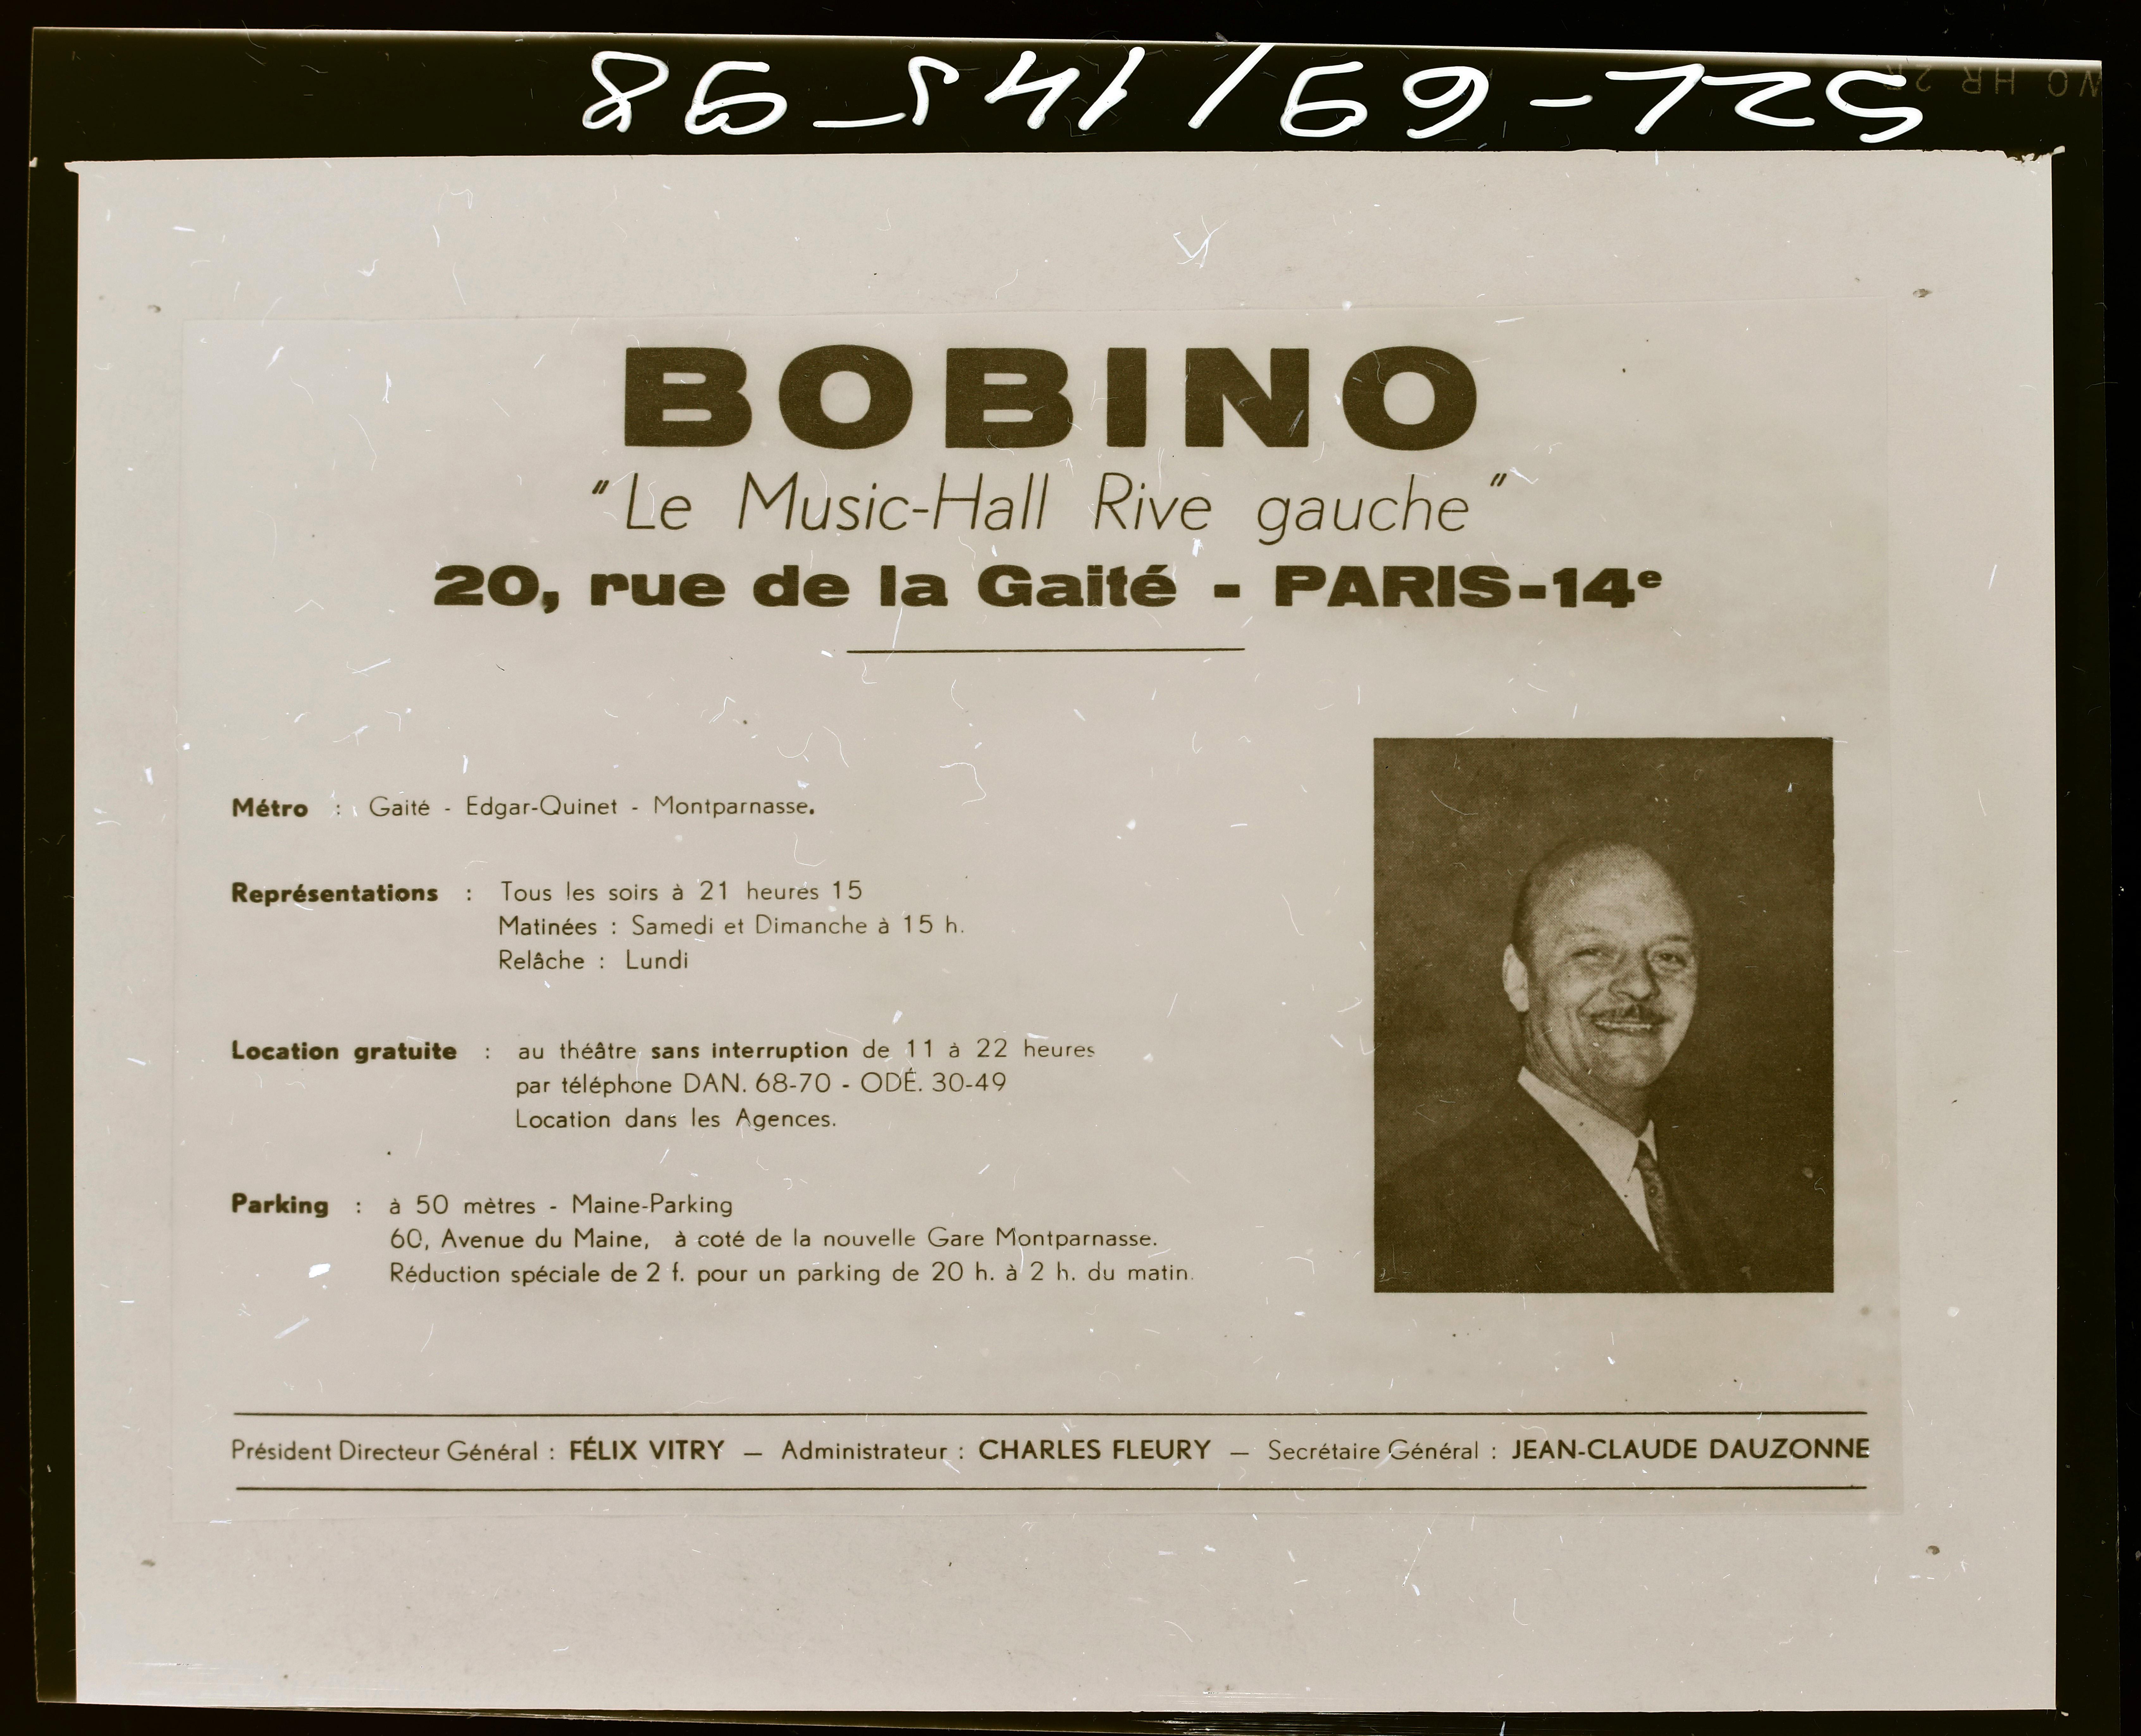 BOBINO
"Le Music-Hall Rive gauche"
20, rue de la Gaité - PARIS-14e
Métro : Gaité - Edgar-Quinet - Montparnasse.
Représentations : Tous les soirs à 21 heures 15
Matinées : Samedi et Dimanche à 15 h.
Relâche : Lundi
Location gratuite : au théâtre sans interruption de 11 à 22 heures
par téléphone DAN. 68-70 - ODÉ. 30-49
Location dans les Agences.
Parking : à 50 mètres - Maine-Parking
60, Avenue du Maine, à coté de la nouvelle Gare Montparnasse.
Réduction spéciale de 2 f. pour un parking de 20 h. à 2 h. du matin.
Président Directeur Général : FÉLIX VITRY — Administrateur : CHARLES FLEURY — Secrétaire Général : JEAN-CLAUDE DAUZONNE